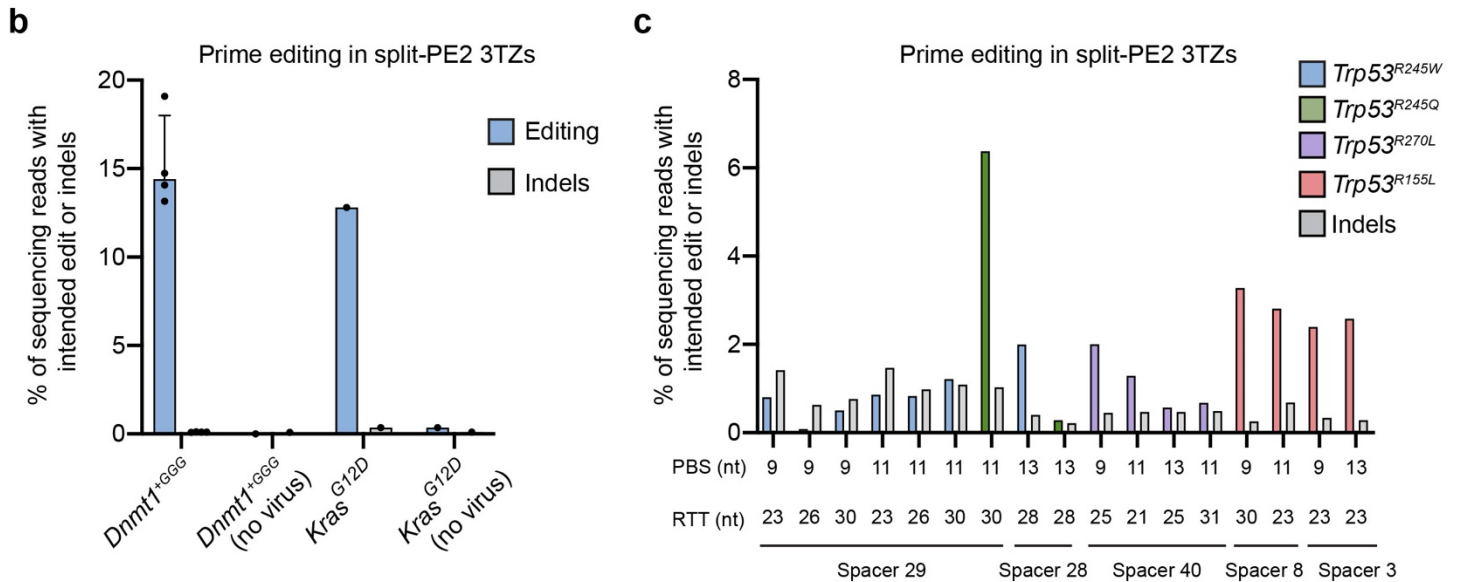 b
Prime editing in split-PE2 3TZs
% of sequencing reads with
intended edit or indels
20
15
10
5
0
Editing
Indels
Dnmt1+GGG
Dnmt1+GGG
(no virus)
Kras G12D
Kras G12D
(no virus)
c
Prime editing in split-PE2 3TZs
% of sequencing reads with
intended edit or indels
8
6
4
2
0
Trp53R245W
Trp53R245Q
Trp53R270L
Trp53R155L
Indels
PBS (nt) 9 9 9 11 11 11 11 13 13 9 11 13 11 9 11 9 13
RTT (nt) 23 26 30 23 26 30 30 28 28 25 21 25 31 30 23 23 23
Spacer 29 Spacer 28 Spacer 40 Spacer 8 Spacer 3